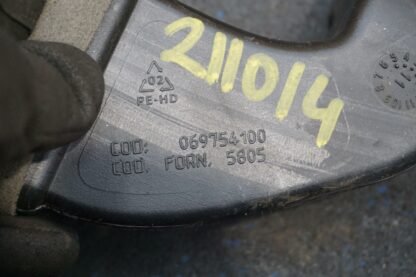 211014
02
PE-HD
COD: 069754100
COD. FORN. 5805